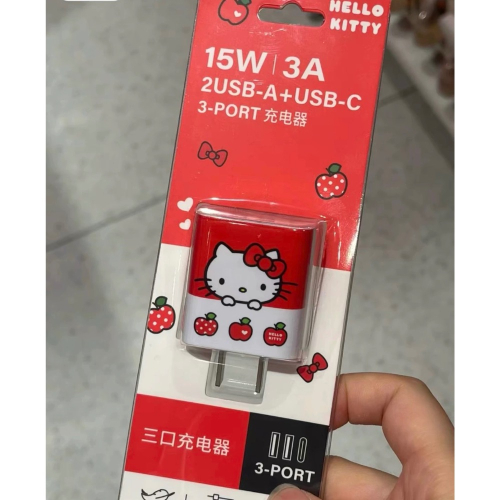 HELLO
KITTY
15W|3A
2USB-A+USB-C
3-PORT 充电器
HELLO
KITTY
三口充电器
3-PORT